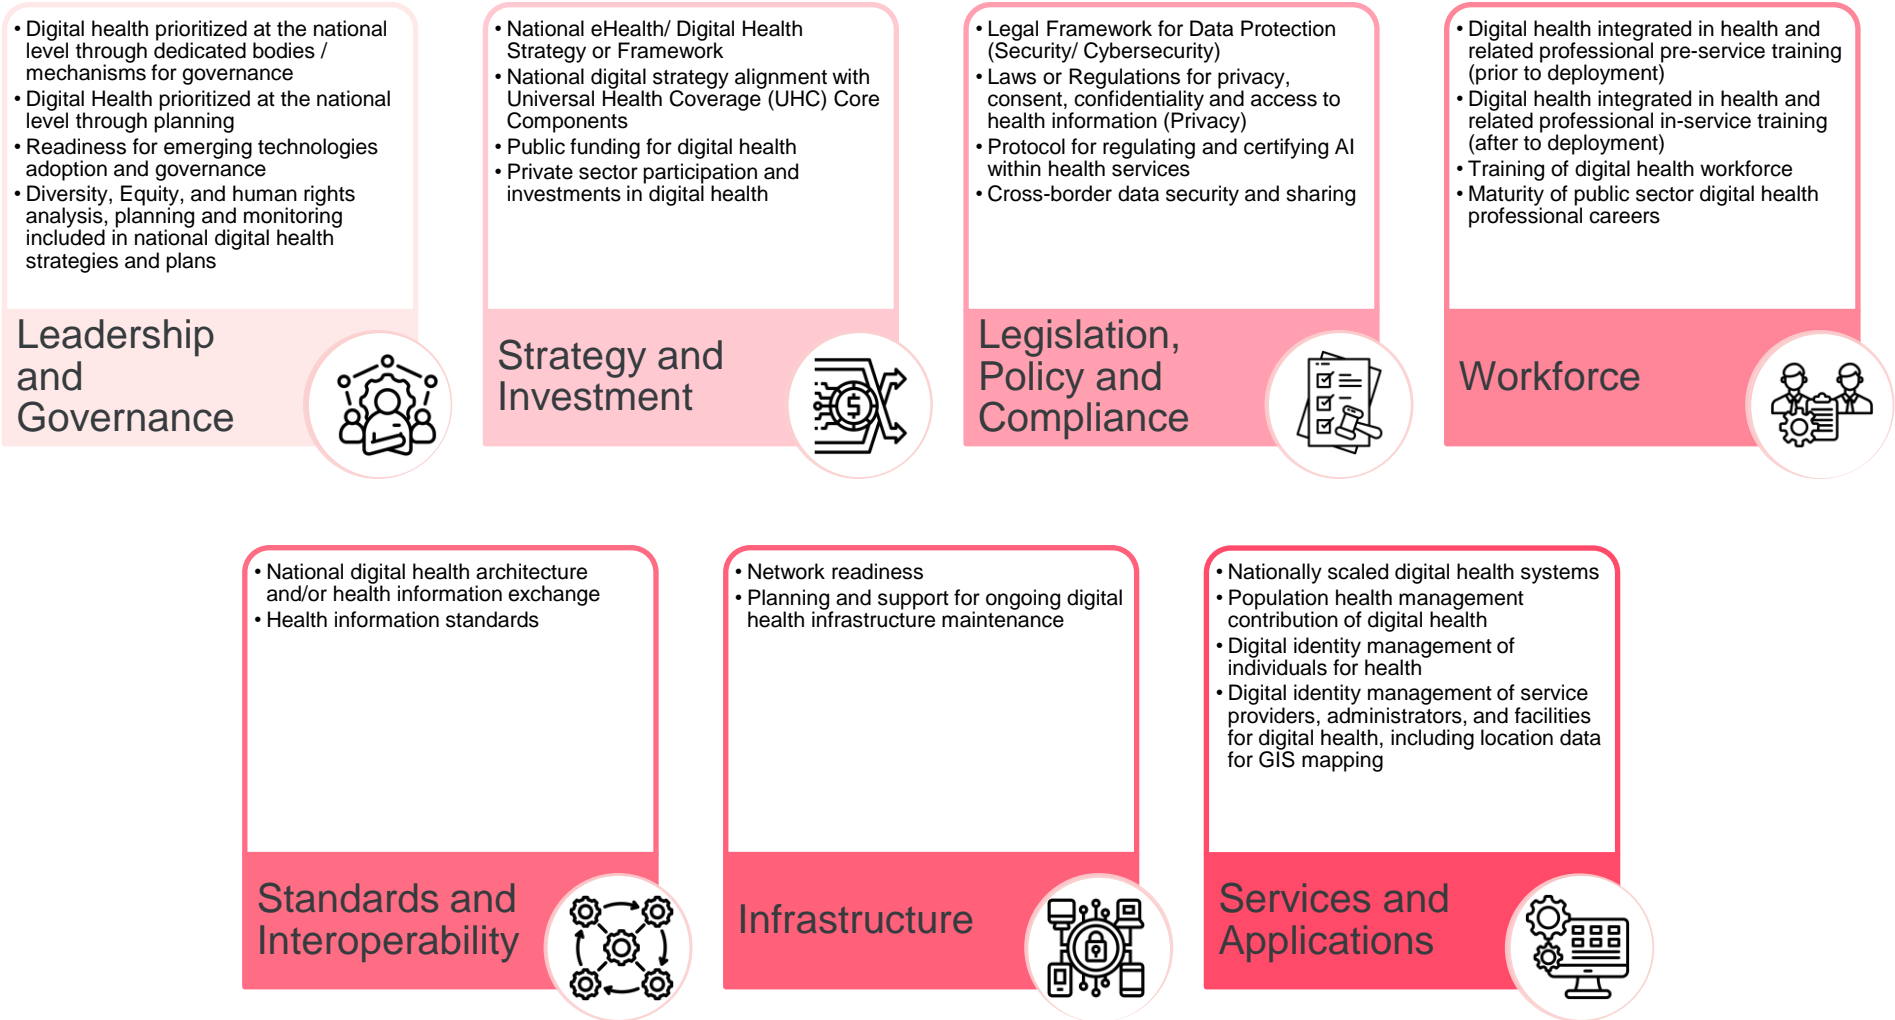 • Digital health prioritized at the national
level through dedicated bodies /
mechanisms for governance
• Digital Health prioritized at the national
level through planning
• Readiness for emerging technologies
adoption and governance
• Diversity, Equity, and human rights
analysis, planning and monitoring
included in national digital health
strategies and plans
Leadership
and
Governance
• National eHealth/ Digital Health
Strategy or Framework
• National digital strategy alignment with
Universal Health Coverage (UHC) Core
Components
• Public funding for digital health
• Private sector participation and
investments in digital health
Strategy and
Investment
• Legal Framework for Data Protection
(Security/ Cybersecurity)
• Laws or Regulations for privacy,
consent, confidentiality and access to
health information (Privacy)
• Protocol for regulating and certifying AI
within health services
• Cross-border data security and sharing
Legislation,
Policy and
Compliance
• Digital health integrated in health and
related professional pre-service training
(prior to deployment)
• Digital health integrated in health and
related professional in-service training
(after to deployment)
• Training of digital health workforce
• Maturity of public sector digital health
professional careers
Workforce
• National digital health architecture
and/or health information exchange
• Health information standards
Standards and
Interoperability
• Network readiness
• Planning and support for ongoing digital
health infrastructure maintenance
Infrastructure
• Nationally scaled digital health systems
• Population health management
contribution of digital health
• Digital identity management of
individuals for health
• Digital identity management of service
providers, administrators, and facilities
for digital health, including location data
for GIS mapping
Services and
Applications